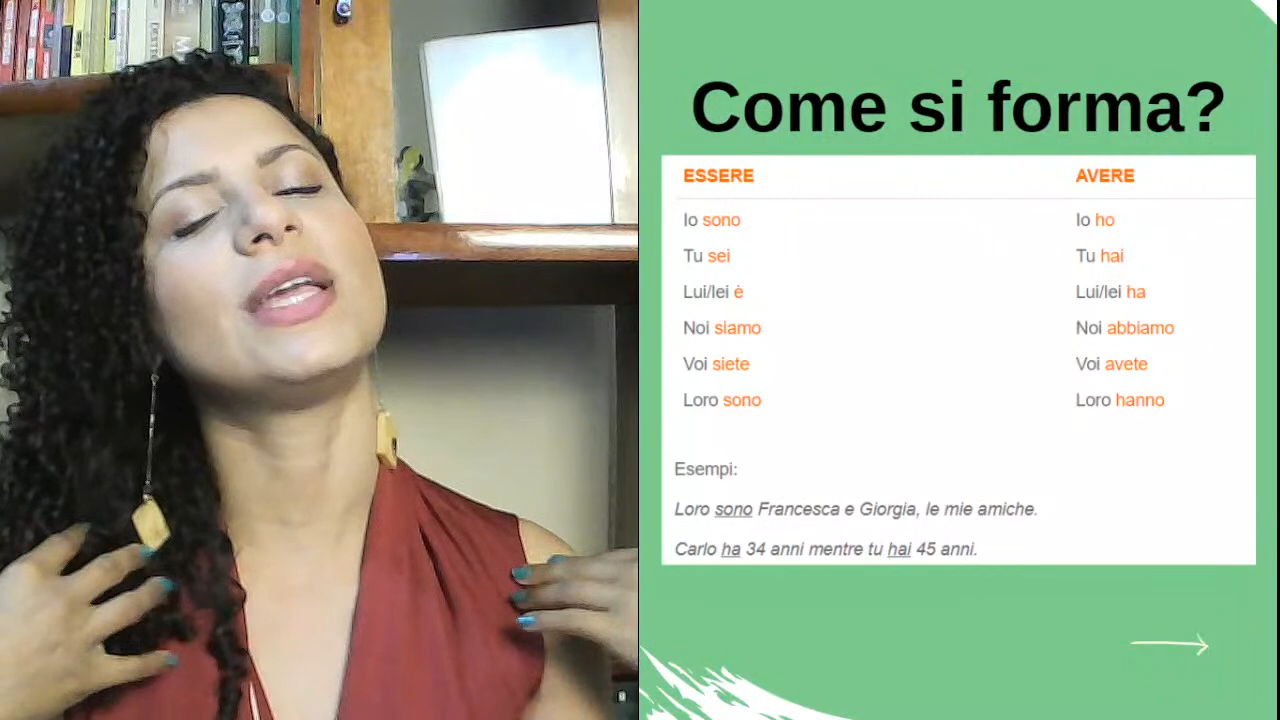 Come si forma?
ESSERE AVERE
Io sono Io ho
Tu sei Tu hai
Lui/lei è Lui/lei ha
Noi siamo Noi abbiamo
Voi siete Voi avete
Loro sono Loro hanno
Esempi:
Loro sono Francesca e Giorgia, le mie amiche.
Carlo ha 34 anni mentre tu hai 45 anni.